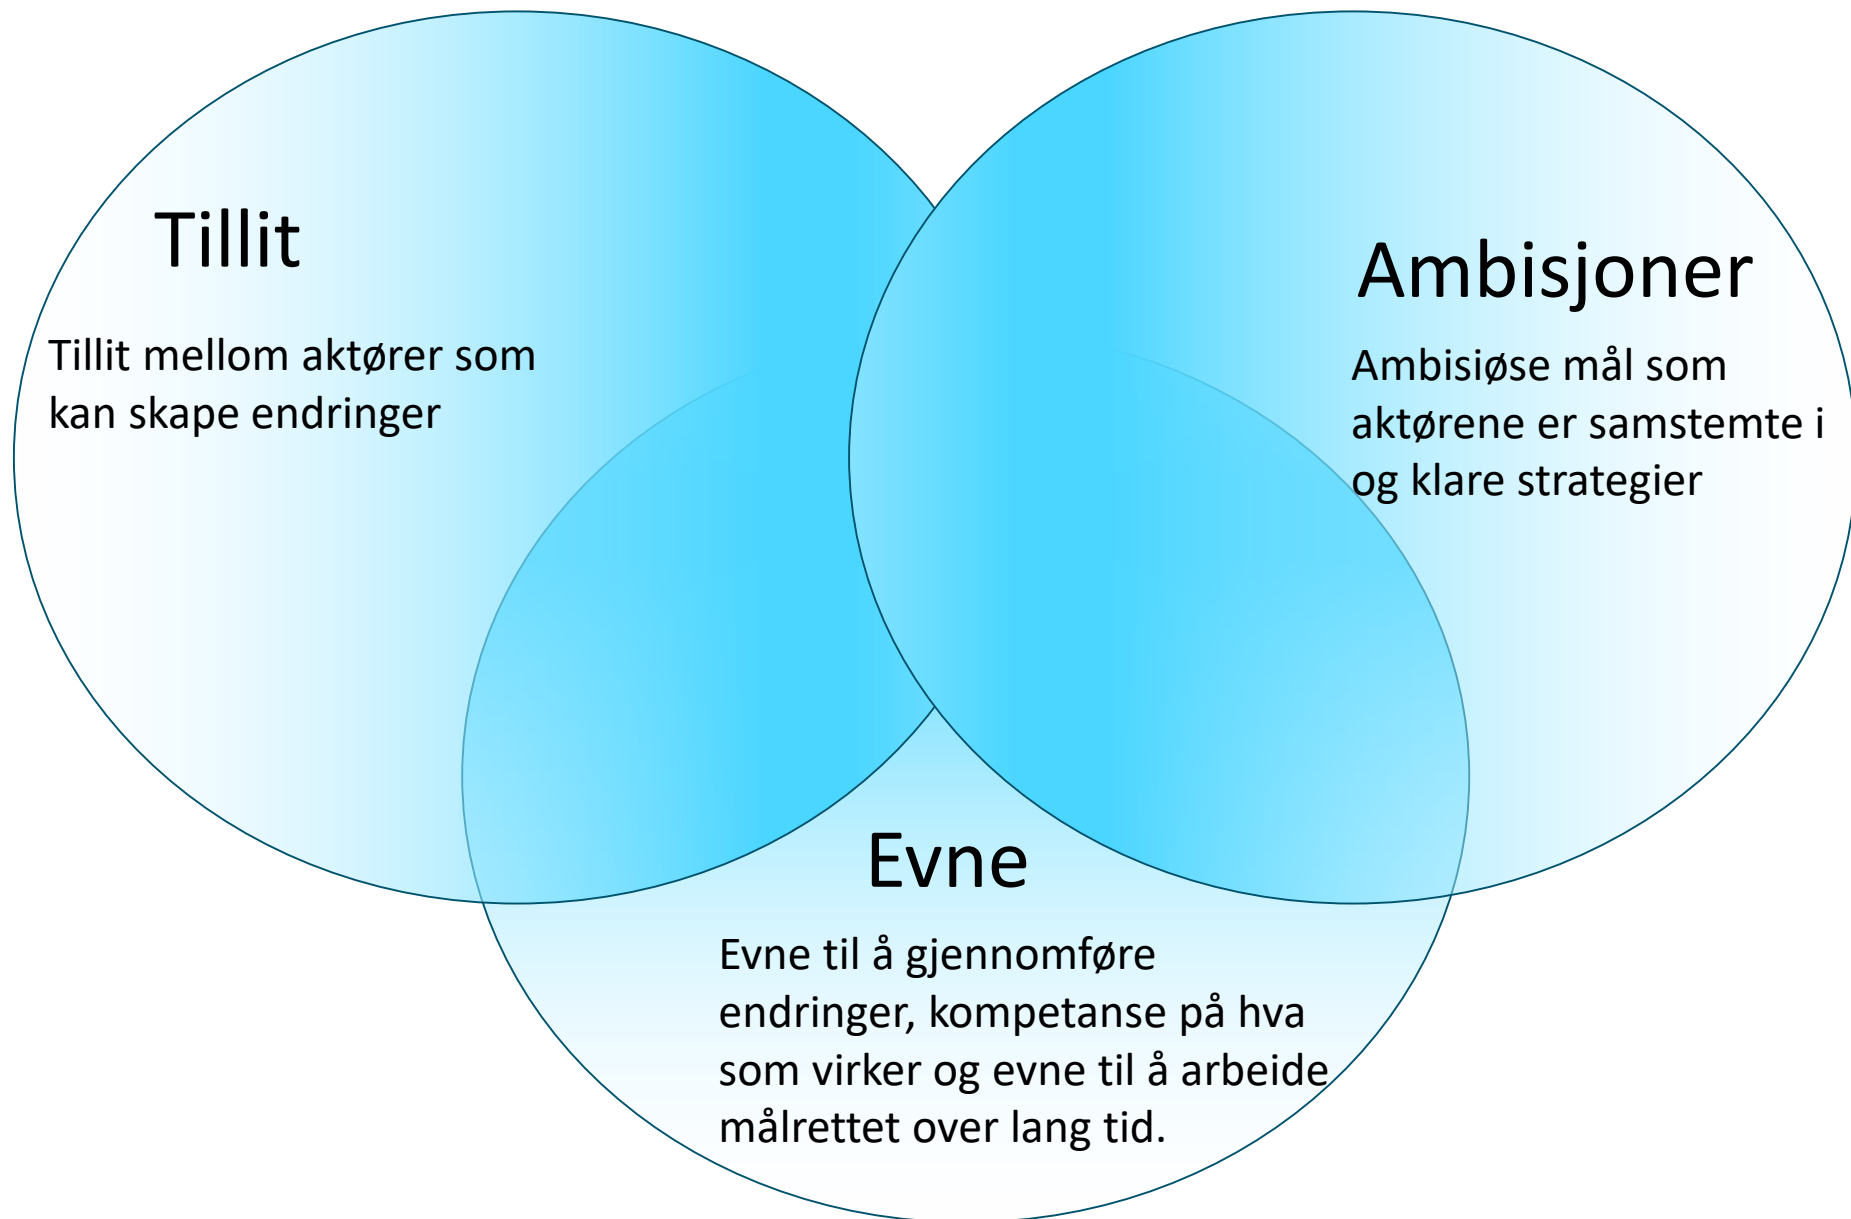 Tillit
Tillit mellom aktører som
kan skape endringer
Ambisjoner
Ambisiøse mål som
aktørene er samstemte i
og klare strategier
Evne
Evne til å gjennomføre
endringer, kompetanse på hva
som virker og evne til å arbeide
målrettet over lang tid.